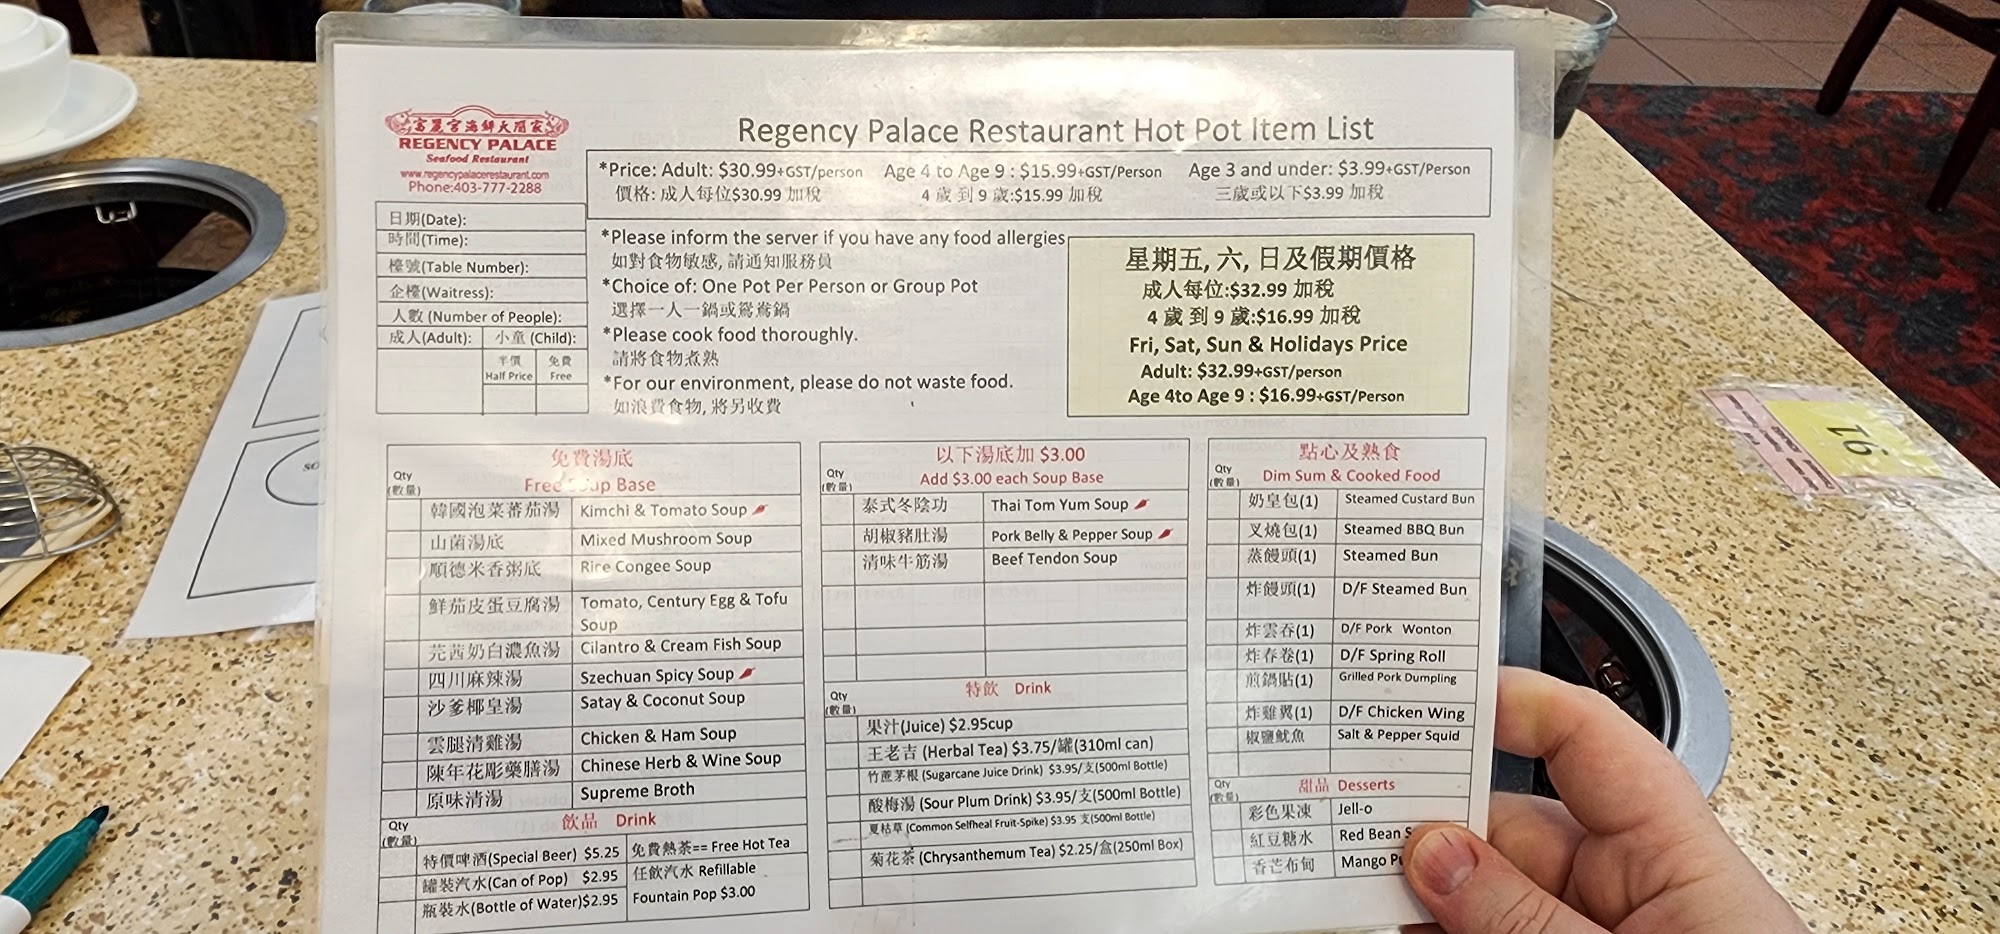 富麗宮海鮮大酒家
REGENCY PALACE
Seafood Restaurant
www.regencypalacerestaurant.com
Phone:403-777-2288
Regency Palace Restaurant Hot Pot Item List
*Price: Adult: $30.99+GST/person Age 4 to Age 9 : $15.99+GST/Person Age 3 and under: $3.99+GST/Person
價格: 成人每位$30.99 加稅 4 歲 到 9 歲:$15.99 加稅 三歲或以下$3.99 加稅
日期(Date):
時間(Time):
檯號(Table Number):
企檯(Waitress):
人數 (Number of People):
成人(Adult): 小童 (Child):
半價 免費
Half Price Free
*Please inform the server if you have any food allergies
如對食物敏感, 請通知服務員
*Choice of: One Pot Per Person or Group Pot
選擇一人一鍋或鴛鴦鍋
*Please cook food thoroughly.
請將食物煮熟
*For our environment, please do not waste food.
如浪費食物, 將另收費
星期五, 六, 日及假期價格
成人每位:$32.99 加稅
4 歲 到 9 歲:$16.99 加稅
Fri, Sat, Sun & Holidays Price
Adult: $32.99+GST/person
Age 4to Age 9 : $16.99+GST/Person
Qty
(數量)
免費湯底
Free Soup Base
韓國泡菜蕃茄湯 Kimchi & Tomato Soup
山菌湯底 Mixed Mushroom Soup
順德米香粥底 Rire Congee Soup
鮮茄皮蛋豆腐湯 Tomato, Century Egg & Tofu
Soup
芫茜奶白濃魚湯 Cilantro & Cream Fish Soup
四川麻辣湯 Szechuan Spicy Soup
沙爹椰皇湯 Satay & Coconut Soup
雲腿清雞湯 Chicken & Ham Soup
陳年花彫藥膳湯 Chinese Herb & Wine Soup
原味清湯 Supreme Broth
Qty
(數量)
飲品 Drink
特價啤酒(Special Beer) $5.25 免費熱茶== Free Hot Tea
罐裝汽水(Can of Pop) $2.95 任飲汽水 Refillable
瓶裝水(Bottle of Water)$2.95 Fountain Pop $3.00
Qty
(數量)
以下湯底加 $3.00
Add $3.00 each Soup Base
泰式冬陰功 Thai Tom Yum Soup
胡椒豬肚湯 Pork Belly & Pepper Soup
清味牛筋湯 Beef Tendon Soup
Qty
(數量)
特飲 Drink
果汁(Juice) $2.95cup
王老吉 (Herbal Tea) $3.75/罐(310ml can)
竹蔗茅根 (Sugarcane Juice Drink) $3.95/支(500ml Bottle)
酸梅湯 (Sour Plum Drink) $3.95/支(500ml Bottle)
夏枯草 (Common Selfheal Fruit-Spike) $3.95 支(500ml Bottle)
菊花茶 (Chrysanthemum Tea) $2.25/盒(250ml Box)
Qty
(數量)
點心及熟食
Dim Sum & Cooked Food
奶皇包(1) Steamed Custard Bun
叉燒包(1) Steamed BBQ Bun
蒸饅頭(1) Steamed Bun
炸饅頭(1) D/F Steamed Bun
炸雲吞(1) D/F Pork Wonton
炸春卷(1) D/F Spring Roll
煎鍋貼(1) Grilled Pork Dumpling
炸雞翼(1) D/F Chicken Wing
椒鹽魷魚 Salt & Pepper Squid
Qty
(數量)
甜品 Desserts
彩色果凍 Jell-o
紅豆糖水 Red Bean
香芒布甸 Mango
91